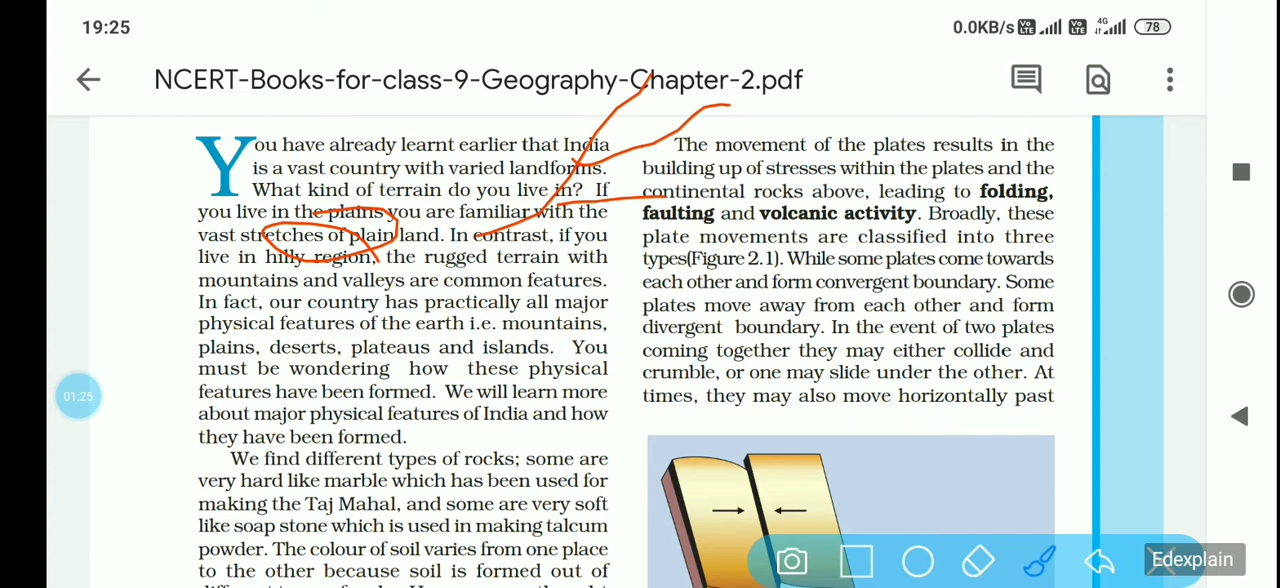 19:25
0.0KB/s Vo LTE Vo LTE 4G 78
NCERT-Books-for-class-9-Geography-Chapter-2.pdf
You have already learnt earlier that India
is a vast country with varied landforms.
What kind of terrain do you live in? If
you live in the plains you are familiar with the
vast stretches of plain land. In contrast, if you
live in hilly region, the rugged terrain with
mountains and valleys are common features.
In fact, our country has practically all major
physical features of the earth i.e. mountains,
plains, deserts, plateaus and islands. You
must be wondering how these physical
features have been formed. We will learn more
about major physical features of India and how
they have been formed.
We find different types of rocks; some are
very hard like marble which has been used for
making the Taj Mahal, and some are very soft
like soap stone which is used in making talcum
powder. The colour of soil varies from one place
to the other because soil is formed out of
The movement of the plates results in the
building up of stresses within the plates and the
continental rocks above, leading to folding,
faulting and volcanic activity. Broadly, these
plate movements are classified into three
types(Figure 2.1). While some plates come towards
each other and form convergent boundary. Some
plates move away from each other and form
divergent boundary. In the event of two plates
coming together they may either collide and
crumble, or one may slide under the other. At
times, they may also move horizontally past
01:25
Edexplain